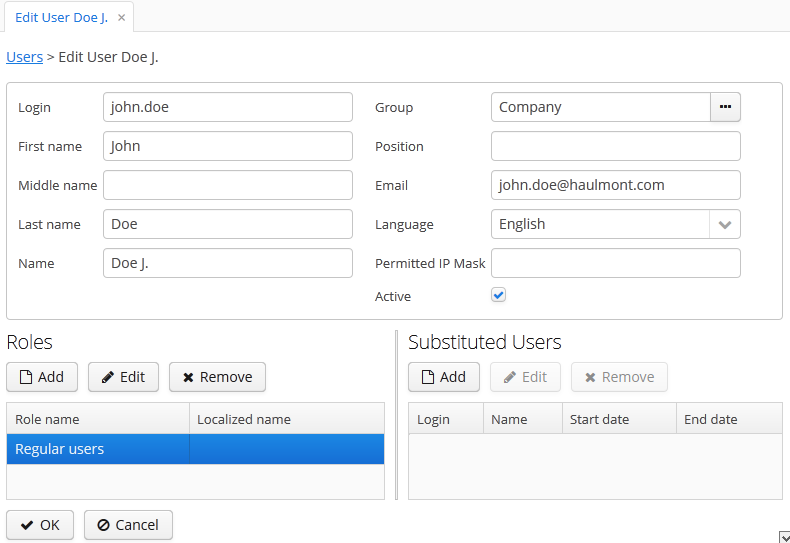 Edit User Doe J. ×
Users > Edit User Doe J.
Login john.doe Group Company ...
First name John Position
Middle name Email john.doe@haulmont.com
Last name Doe Language English
Name Doe J. Permitted IP Mask
Active
Roles Substituted Users
Add Edit Remove Add Edit Remove
Role name Localized name Login Name Start date End date
Regular users
OK Cancel